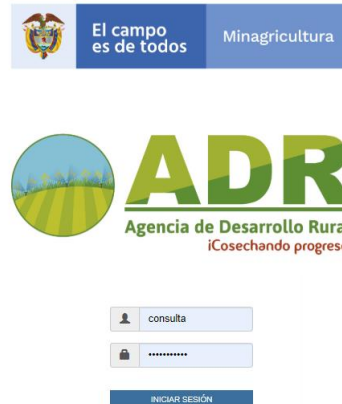 El campo
es de todos
Minagricultura
ADR
Agencia de Desarrollo Rura
¡Cosechando progres
consulta
•••••••••••
INICIAR SESIÓN